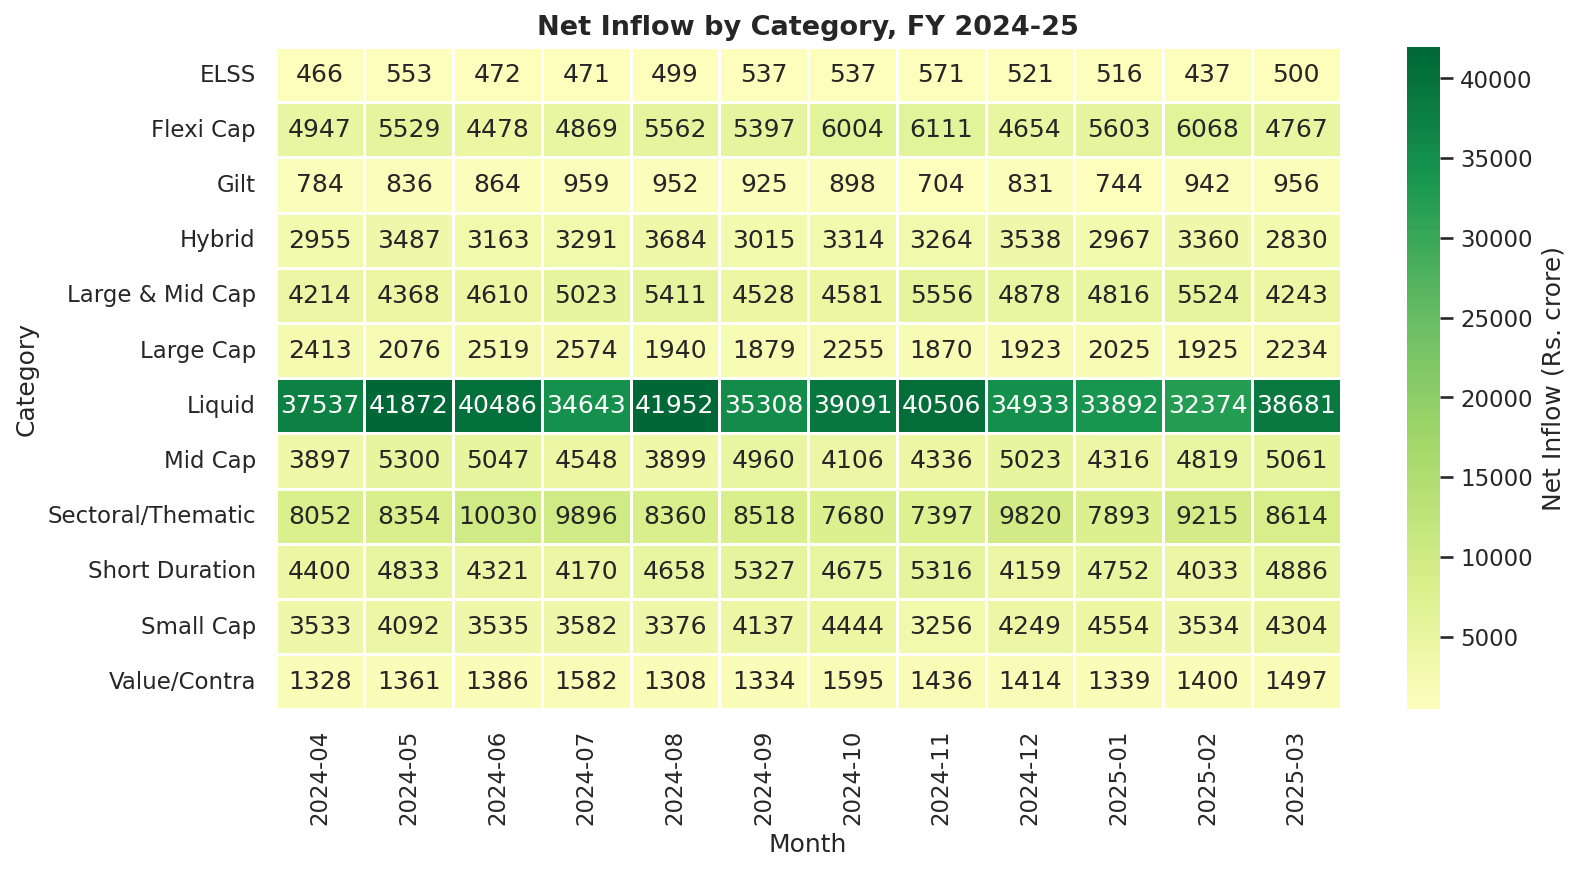 Net Inflow by Category, FY 2024-25
Category
ELSS 466 553 472 471 499 537 537 571 521 516 437 500
Flexi Cap 4947 5529 4478 4869 5562 5397 6004 6111 4654 5603 6068 4767
Gilt 784 836 864 959 952 925 898 704 831 744 942 956
Hybrid 2955 3487 3163 3291 3684 3015 3314 3264 3538 2967 3360 2830
Large & Mid Cap 4214 4368 4610 5023 5411 4528 4581 5556 4878 4816 5524 4243
Large Cap 2413 2076 2519 2574 1940 1879 2255 1870 1923 2025 1925 2234
Liquid 37537 41872 40486 34643 41952 35308 39091 40506 34933 33892 32374 38681
Mid Cap 3897 5300 5047 4548 3899 4960 4106 4336 5023 4316 4819 5061
Sectoral/Thematic 8052 8354 10030 9896 8360 8518 7680 7397 9820 7893 9215 8614
Short Duration 4400 4833 4321 4170 4658 5327 4675 5316 4159 4752 4033 4886
Small Cap 3533 4092 3535 3582 3376 4137 4444 3256 4249 4554 3534 4304
Value/Contra 1328 1361 1386 1582 1308 1334 1595 1436 1414 1339 1400 1497
2024-04 2024-05 2024-06 2024-07 2024-08 2024-09 2024-10 2024-11 2024-12 2025-01 2025-02 2025-03
Month
40000
35000
30000
25000
20000
15000
10000
5000
Net Inflow (Rs. crore)